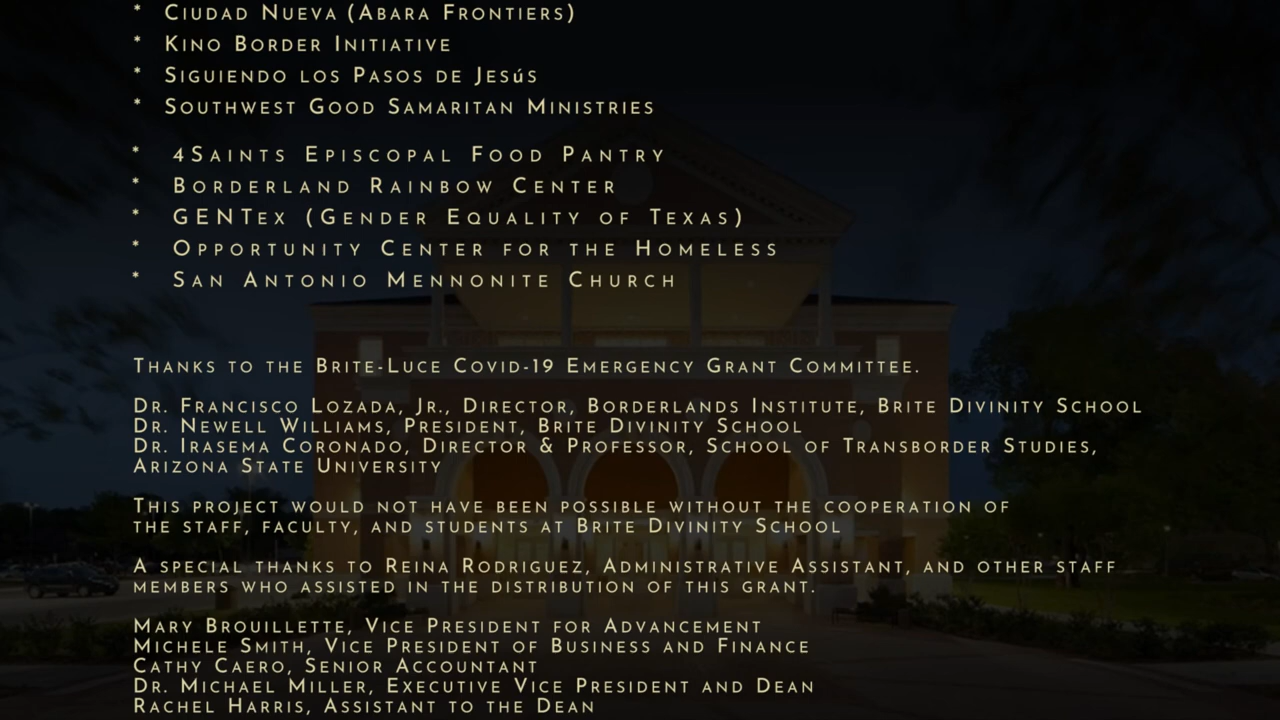 * Ciudad Nueva (Abara Frontiers)
* Kino Border Initiative
* Siguiendo los Pasos de Jesús
* Southwest Good Samaritan Ministries
* 4Saints Episcopal Food Pantry
* Borderland Rainbow Center
* GENTex (Gender Equality of Texas)
* Opportunity Center for the Homeless
* San Antonio Mennonite Church
Thanks to the Brite-Luce Covid-19 Emergency Grant Committee.
Dr. Francisco Lozada, Jr., Director, Borderlands Institute, Brite Divinity School
Dr. Newell Williams, President, Brite Divinity School
Dr. Irasema Coronado, Director & Professor, School of Transborder Studies,
Arizona State University
This project would not have been possible without the cooperation of
the staff, faculty, and students at Brite Divinity School
A special thanks to Reina Rodriguez, Administrative Assistant, and other staff
members who assisted in the distribution of this grant.
Mary Brouillette, Vice President for Advancement
Michele Smith, Vice President of Business and Finance
Cathy Caero, Senior Accountant
Dr. Michael Miller, Executive Vice President and Dean
Rachel Harris, Assistant to the Dean